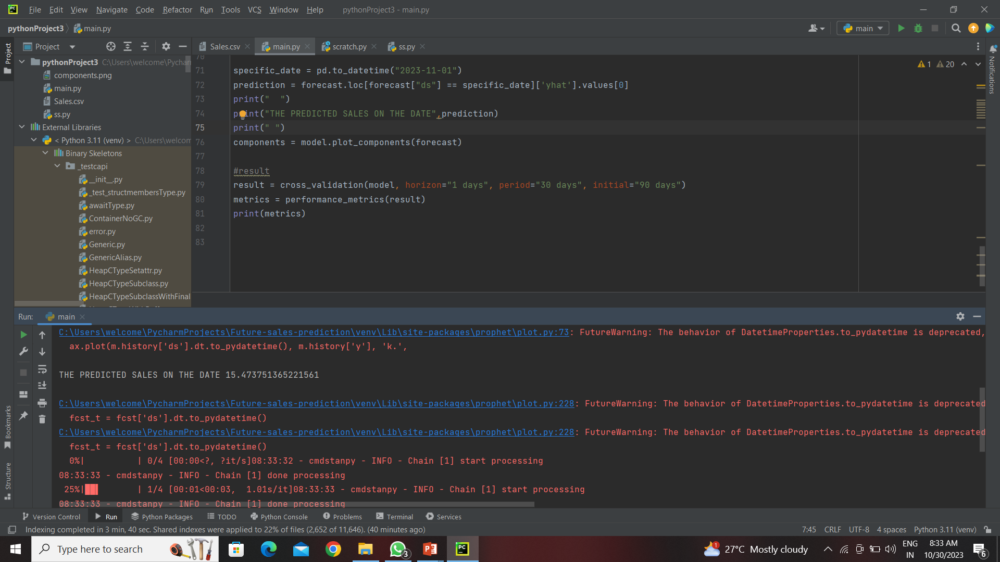 PC File Edit View Navigate Code Refactor Run Tools VCS Window Help pythonProject3 - main.py
pythonProject3 main.py main
Project Sales.csv main.py scratch.py ss.py
Project
Notifications
pythonProject3 C:\Users\welcome\Pychar
components.png
main.py
Sales.csv
ss.py
External Libraries
< Python 3.11 (venv) > C:\Users\welcom
Binary Skeletons
_testcapi
__init__.py
_test_structmembersType.py
awaitType.py
ContainerNoGC.py
error.py
Generic.py
GenericAlias.py
HeapCTypeSetattr.py
HeapCTypeSubclass.py
HeapCTypeSubclassWithFinal
1 20
70
71 specific_date = pd.to_datetime("2023-11-01")
72 prediction = forecast.loc[forecast["ds"] == specific_date]['yhat'].values[0]
73 print("  ")
74 print("THE PREDICTED SALES ON THE DATE",prediction)
75 print(" ")
76 components = model.plot_components(forecast)
77
78 #result
79 result = cross_validation(model, horizon="1 days", period="30 days", initial="90 days")
80 metrics = performance_metrics(result)
81 print(metrics)
82
83
Run: main
C:\Users\welcome\PycharmProjects\Future-sales-prediction\venv\Lib\site-packages\prophet\plot.py:73: FutureWarning: The behavior of DatetimeProperties.to_pydatetime is deprecated,
ax.plot(m.history['ds'].dt.to_pydatetime(), m.history['y'], 'k.',
THE PREDICTED SALES ON THE DATE 15.473751365221561
C:\Users\welcome\PycharmProjects\Future-sales-prediction\venv\Lib\site-packages\prophet\plot.py:228: FutureWarning: The behavior of DatetimeProperties.to_pydatetime is deprecated
fcst_t = fcst['ds'].dt.to_pydatetime()
C:\Users\welcome\PycharmProjects\Future-sales-prediction\venv\Lib\site-packages\prophet\plot.py:228: FutureWarning: The behavior of DatetimeProperties.to_pydatetime is deprecated
fcst_t = fcst['ds'].dt.to_pydatetime()
0%| | 0/4 [00:00<?, ?it/s]08:33:32 - cmdstanpy - INFO - Chain [1] start processing
08:33:33 - cmdstanpy - INFO - Chain [1] done processing
25%|██▌ | 1/4 [00:01<00:03, 1.01s/it]08:33:33 - cmdstanpy - INFO - Chain [1] start processing
08:33:33 - cmdstanpy - INFO - Chain [1] done processing
Bookmarks
Structure
Version Control Run Python Packages TODO Python Console Problems Terminal Services
Indexing completed in 3 min, 40 sec. Shared indexes were applied to 22% of files (2,652 of 11,646). (40 minutes ago) 7:45 CRLF UTF-8 4 spaces Python 3.11 (venv)
Type here to search 3 P PC 1 27°C Mostly cloudy ENG 8:33 AM
IN 10/30/2023 6